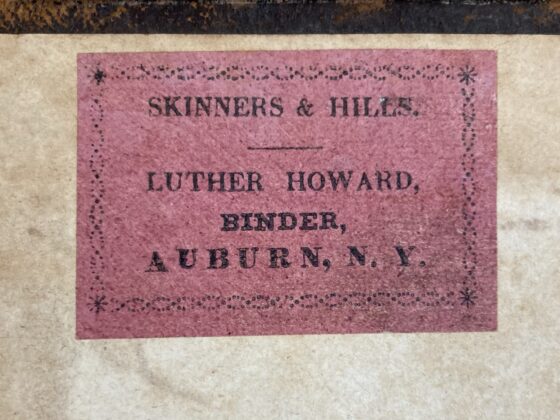 SKINNERS & HILLS.
LUTHER HOWARD,
BINDER,
AUBURN, N. Y.